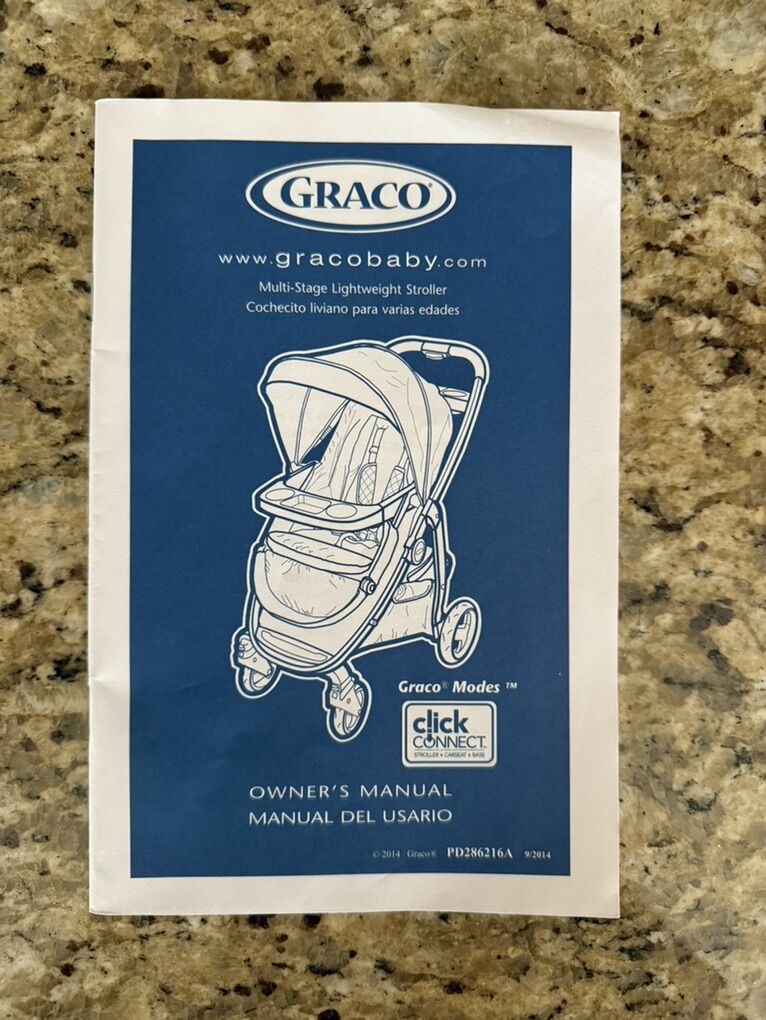 GRACO®
www.gracobaby.com
Multi-Stage Lightweight Stroller
Cochecito liviano para varias edades
Graco® Modes ™
click
CONNECT™
STROLLER + CARSEAT + BASE
OWNER'S MANUAL
MANUAL DEL USARIO
© 2014 Graco® PD286216A 9/2014